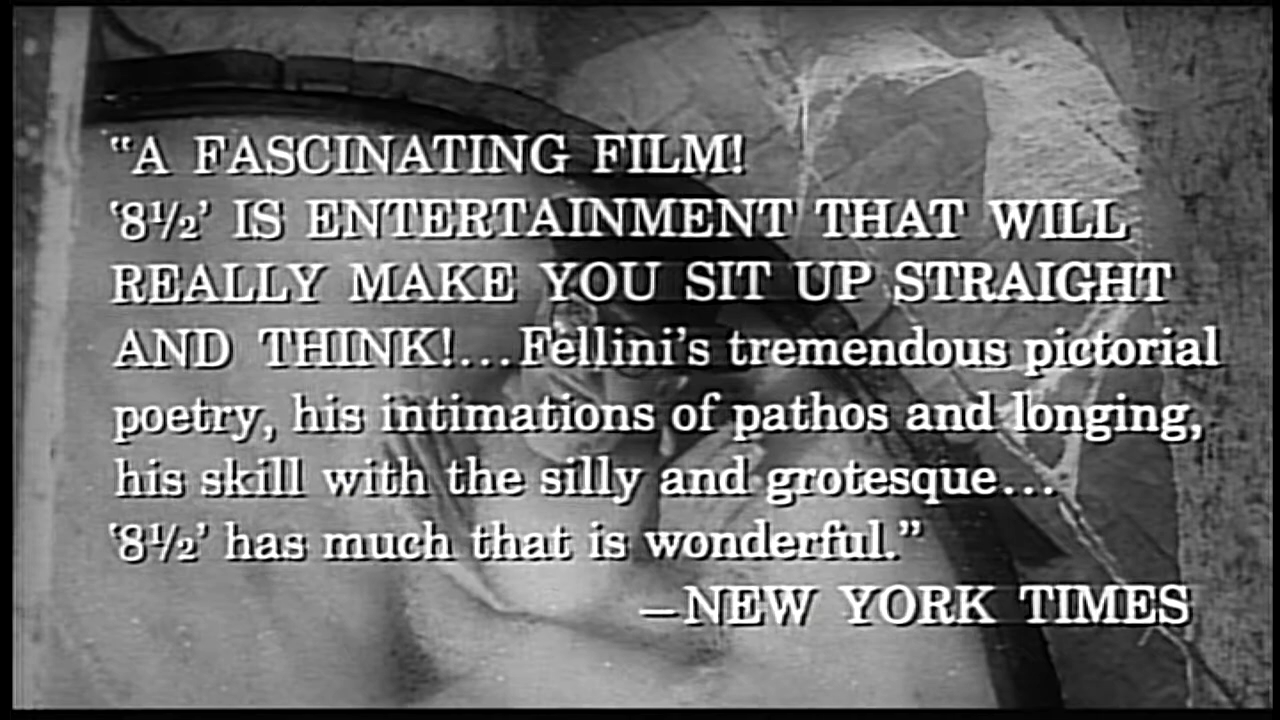 "A FASCINATING FILM!
'8½' IS ENTERTAINMENT THAT WILL
REALLY MAKE YOU SIT UP STRAIGHT
AND THINK!...Fellini's tremendous pictorial
poetry, his intimations of pathos and longing,
his skill with the silly and grotesque...
'8½' has much that is wonderful."
—NEW YORK TIMES